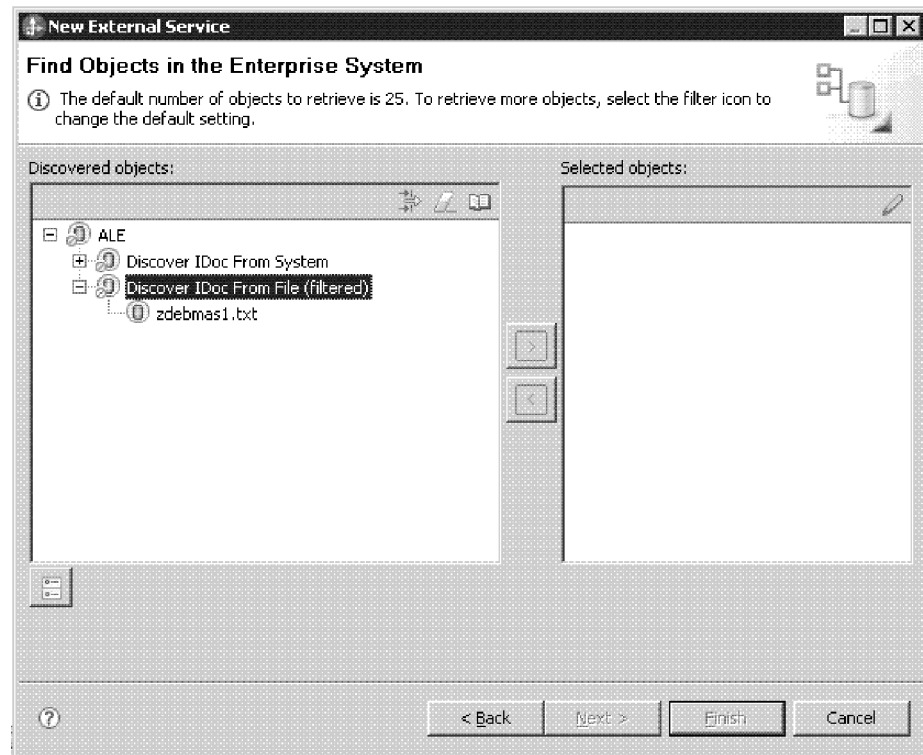 New External Service
Find Objects in the Enterprise System
The default number of objects to retrieve is 25. To retrieve more objects, select the filter icon to
change the default setting.
Discovered objects:
Selected objects:
ALE
Discover IDoc From System
Discover IDoc From File (filtered)
zdebmas1.txt
>
<
?
< Back
Next >
Finish
Cancel